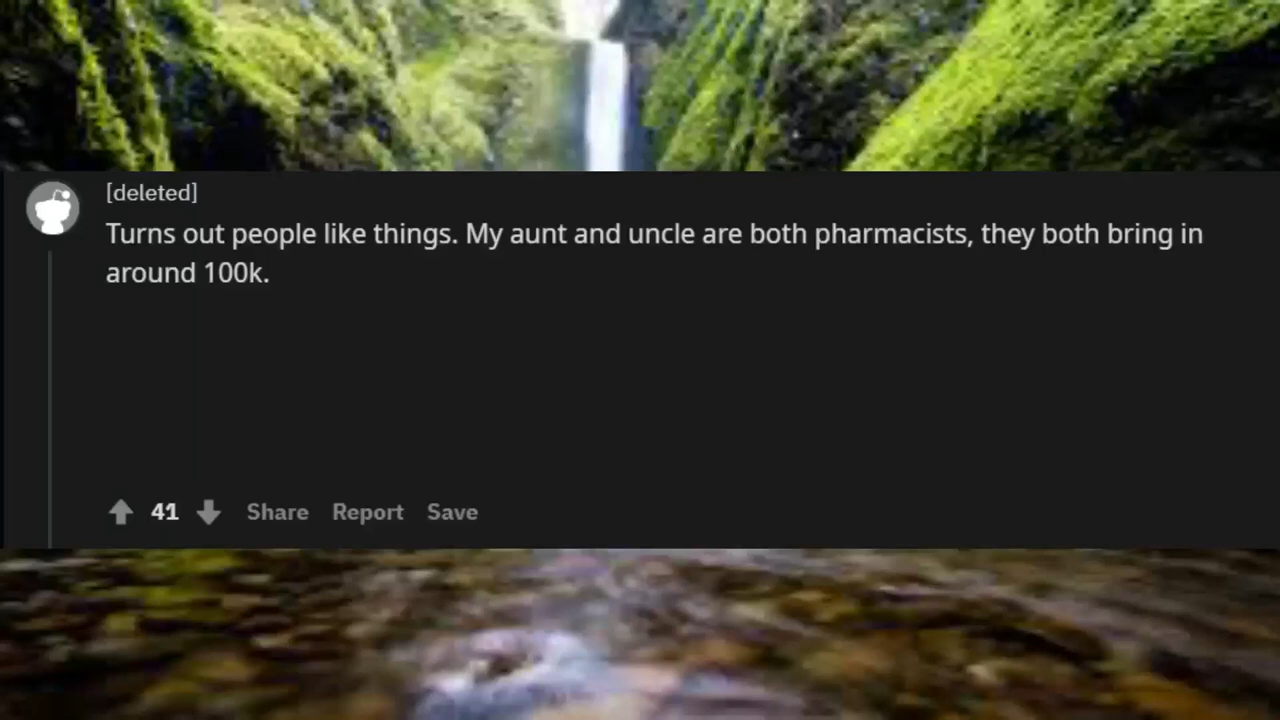 [deleted]
Turns out people like things. My aunt and uncle are both pharmacists, they both bring in
around 100k.
41 Share Report Save